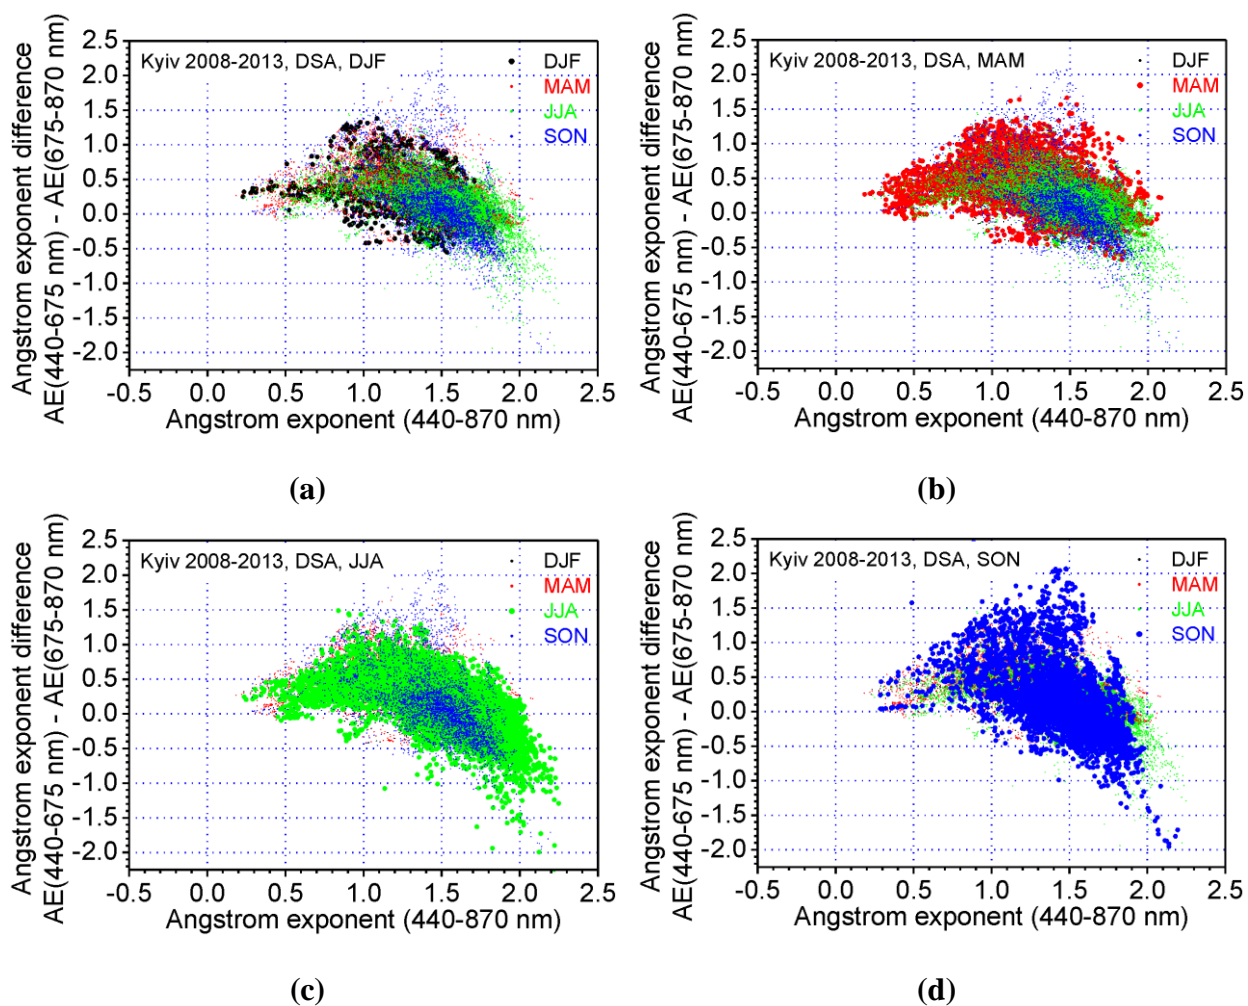 Angstrom exponent difference
AE(440-675 nm) - AE(675-870 nm)
2.5
2.0
1.5
1.0
0.5
0.0
-0.5
-1.0
-1.5
-2.0
Kyiv 2008-2013, DSA, DJF
DJF
MAM
JJA
SON
-0.5 0.0 0.5 1.0 1.5 2.0 2.5
Angstrom exponent (440-870 nm)
(a)
Angstrom exponent difference
AE(440-675 nm) - AE(675-870 nm)
2.5
2.0
1.5
1.0
0.5
0.0
-0.5
-1.0
-1.5
-2.0
Kyiv 2008-2013, DSA, MAM
DJF
MAM
JJA
SON
-0.5 0.0 0.5 1.0 1.5 2.0 2.5
Angstrom exponent (440-870 nm)
(b)
Angstrom exponent difference
AE(440-675 nm) - AE(675-870 nm)
2.5
2.0
1.5
1.0
0.5
0.0
-0.5
-1.0
-1.5
-2.0
Kyiv 2008-2013, DSA, JJA
DJF
MAM
JJA
SON
-0.5 0.0 0.5 1.0 1.5 2.0 2.5
Angstrom exponent (440-870 nm)
(c)
Angstrom exponent difference
AE(440-675 nm) - AE(675-870 nm)
2.5
2.0
1.5
1.0
0.5
0.0
-0.5
-1.0
-1.5
-2.0
Kyiv 2008-2013, DSA, SON
DJF
MAM
JJA
SON
-0.5 0.0 0.5 1.0 1.5 2.0 2.5
Angstrom exponent (440-870 nm)
(d)